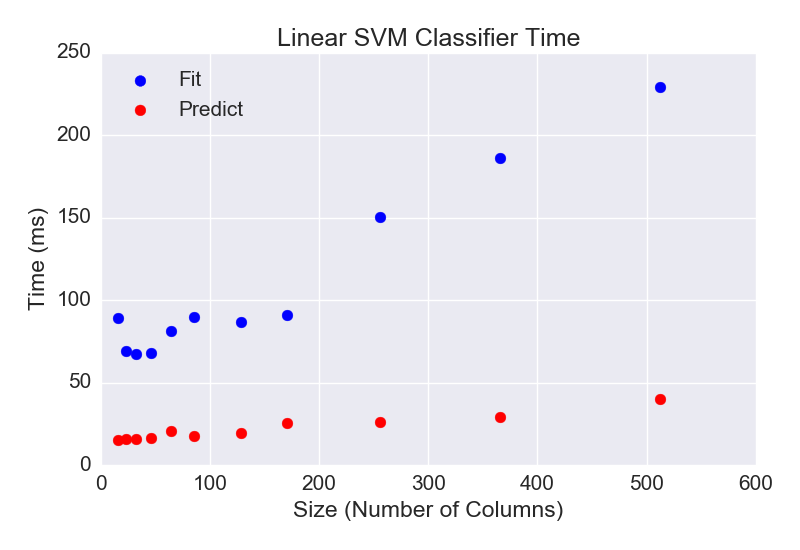 Linear SVM Classifier Time
250
200
150
100
50
0
Time (ms)
Fit
Predict
0 100 200 300 400 500 600
Size (Number of Columns)